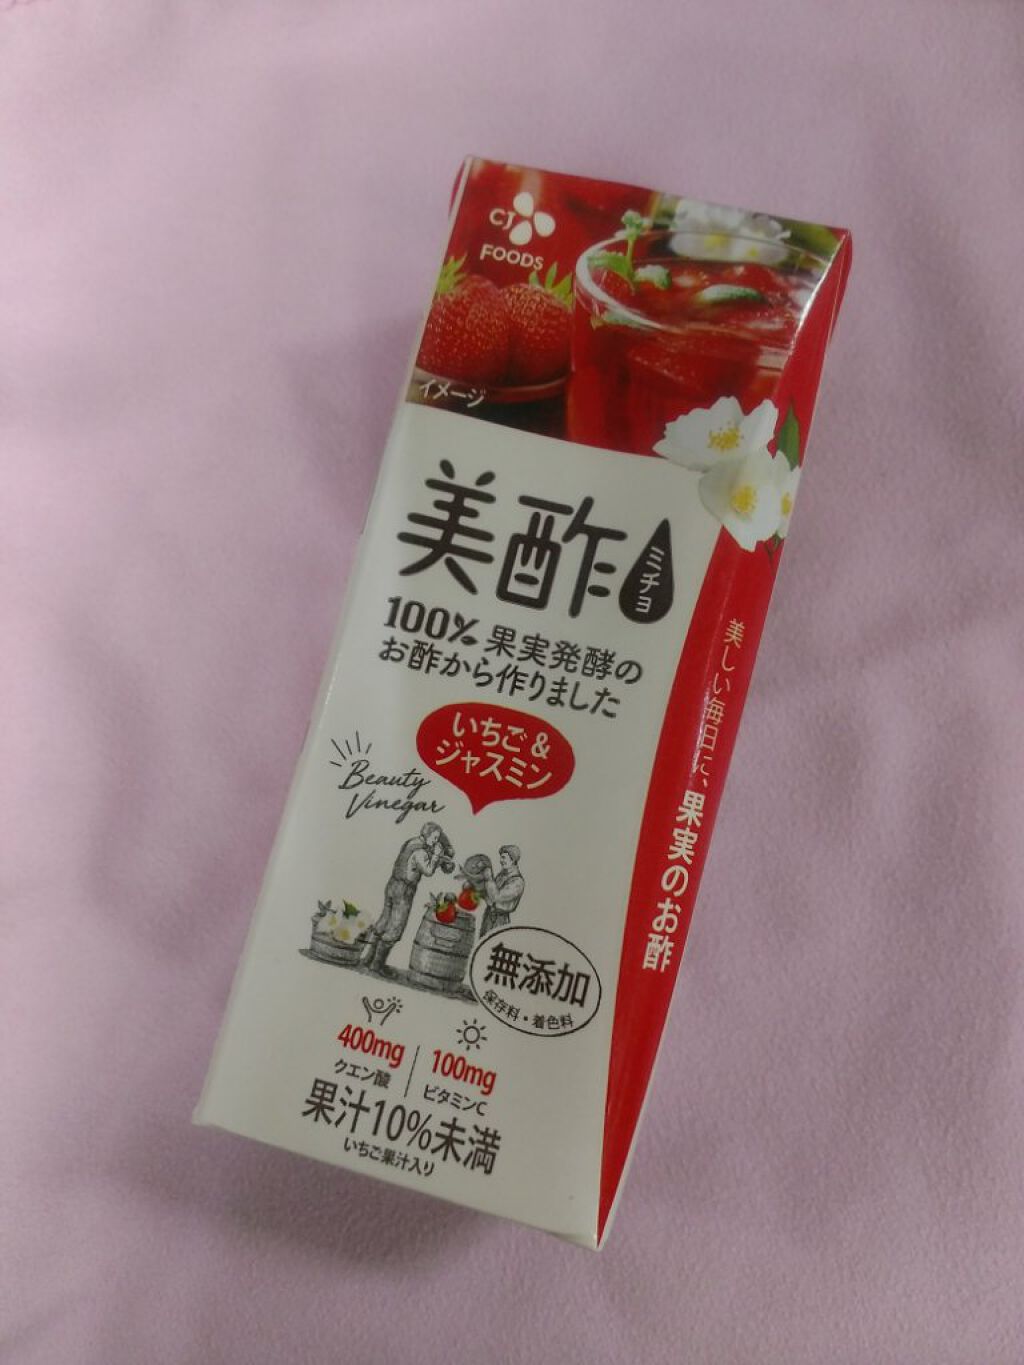 CJ
FOODS
イメージ
美酢
ミチョ
100% 果実発酵の
お酢から作りました
いちご&
ジャスミン
Beauty
Vinegar
無添加
保存料・着色料
400mg
クエン酸
100mg
ビタミンC
果汁10%未満
いちご果汁入り
美しい毎日に、果実のお酢